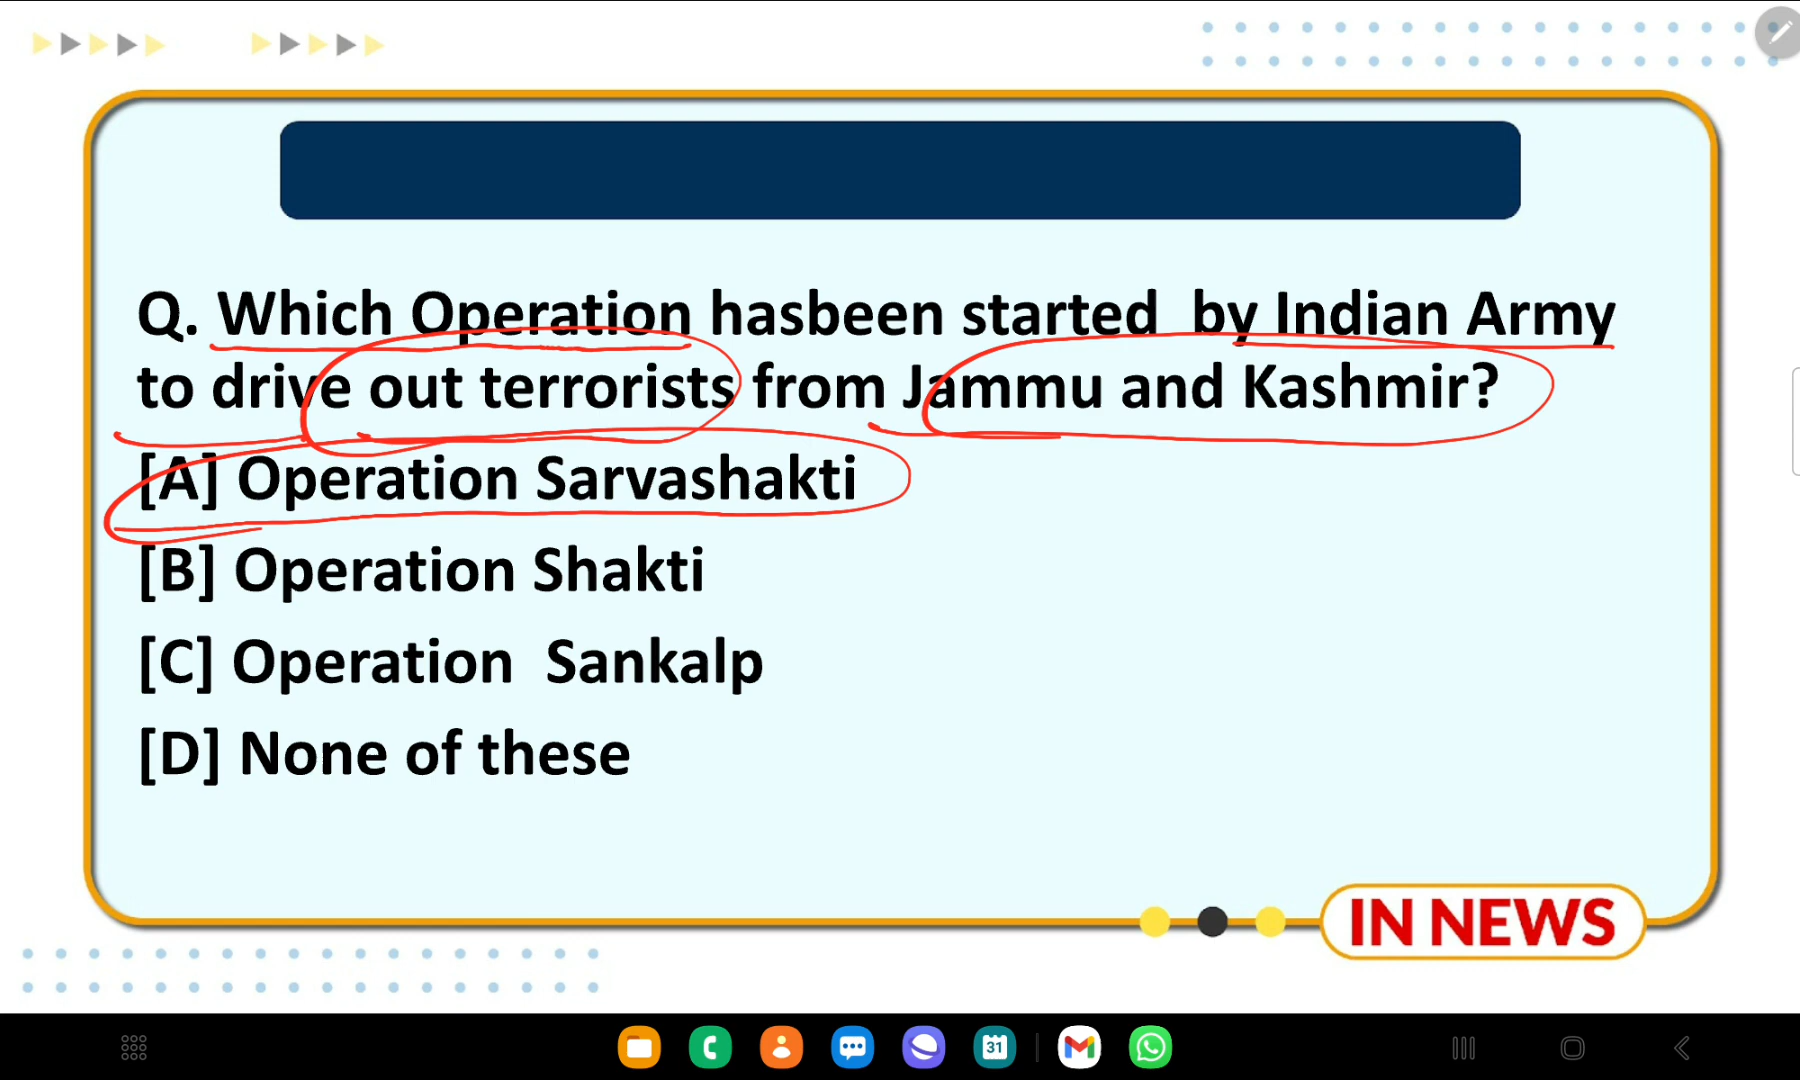 Q. Which Operation hasbeen started by Indian Army
to drive out terrorists from Jammu and Kashmir?
[A] Operation Sarvashakti
[B] Operation Shakti
[C] Operation Sankalp
[D] None of these
IN NEWS
31